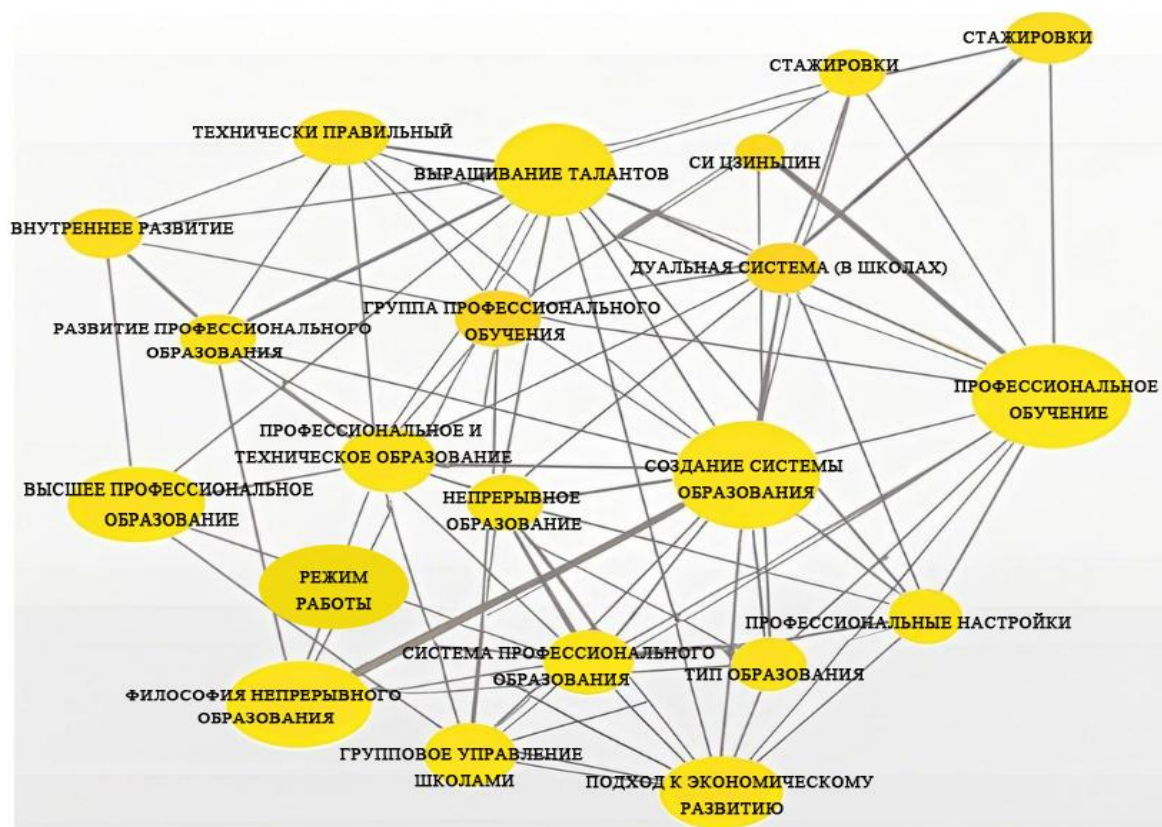 СТАЖИРОВКИ
СТАЖИРОВКИ
ТЕХНИЧЕСКИ ПРАВИЛЬНЫЙ
ВЫРАЩИВАНИЕ ТАЛАНТОВ
СИ ЦЗИНЬПИН
ВНУТРЕННЕЕ РАЗВИТИЕ
ДУАЛЬНАЯ СИСТЕМА (В ШКОЛАХ)
ГРУППА ПРОФЕССИОНАЛЬНОГО
ОБУЧЕНИЯ
РАЗВИТИЕ ПРОФЕССИОНАЛЬНОГО
ОБРАЗОВАНИЯ
ПРОФЕССИОНАЛЬНОЕ
ОБУЧЕНИЕ
ПРОФЕССИОНАЛЬНОЕ И
ТЕХНИЧЕСКОЕ ОБРАЗОВАНИЕ
СОЗДАНИЕ СИСТЕМЫ
ОБРАЗОВАНИЯ
ВЫСШЕЕ ПРОФЕССИОНАЛЬНОЕ
ОБРАЗОВАНИЕ
НЕПРЕРЫВНОЕ
ОБРАЗОВАНИЕ
РЕЖИМ
РАБОТЫ
ПРОФЕССИОНАЛЬНЫЕ НАСТРОЙКИ
СИСТЕМА ПРОФЕССИОНАЛЬНОГО
ОБРАЗОВАНИЯ
ТИП ОБРАЗОВАНИЯ
ФИЛОСОФИЯ НЕПРЕРЫВНОГО
ОБРАЗОВАНИЯ
ГРУППОВОЕ УПРАВЛЕНИЕ
ШКОЛАМИ
ПОДХОД К ЭКОНОМИЧЕСКОМУ
РАЗВИТИЮ